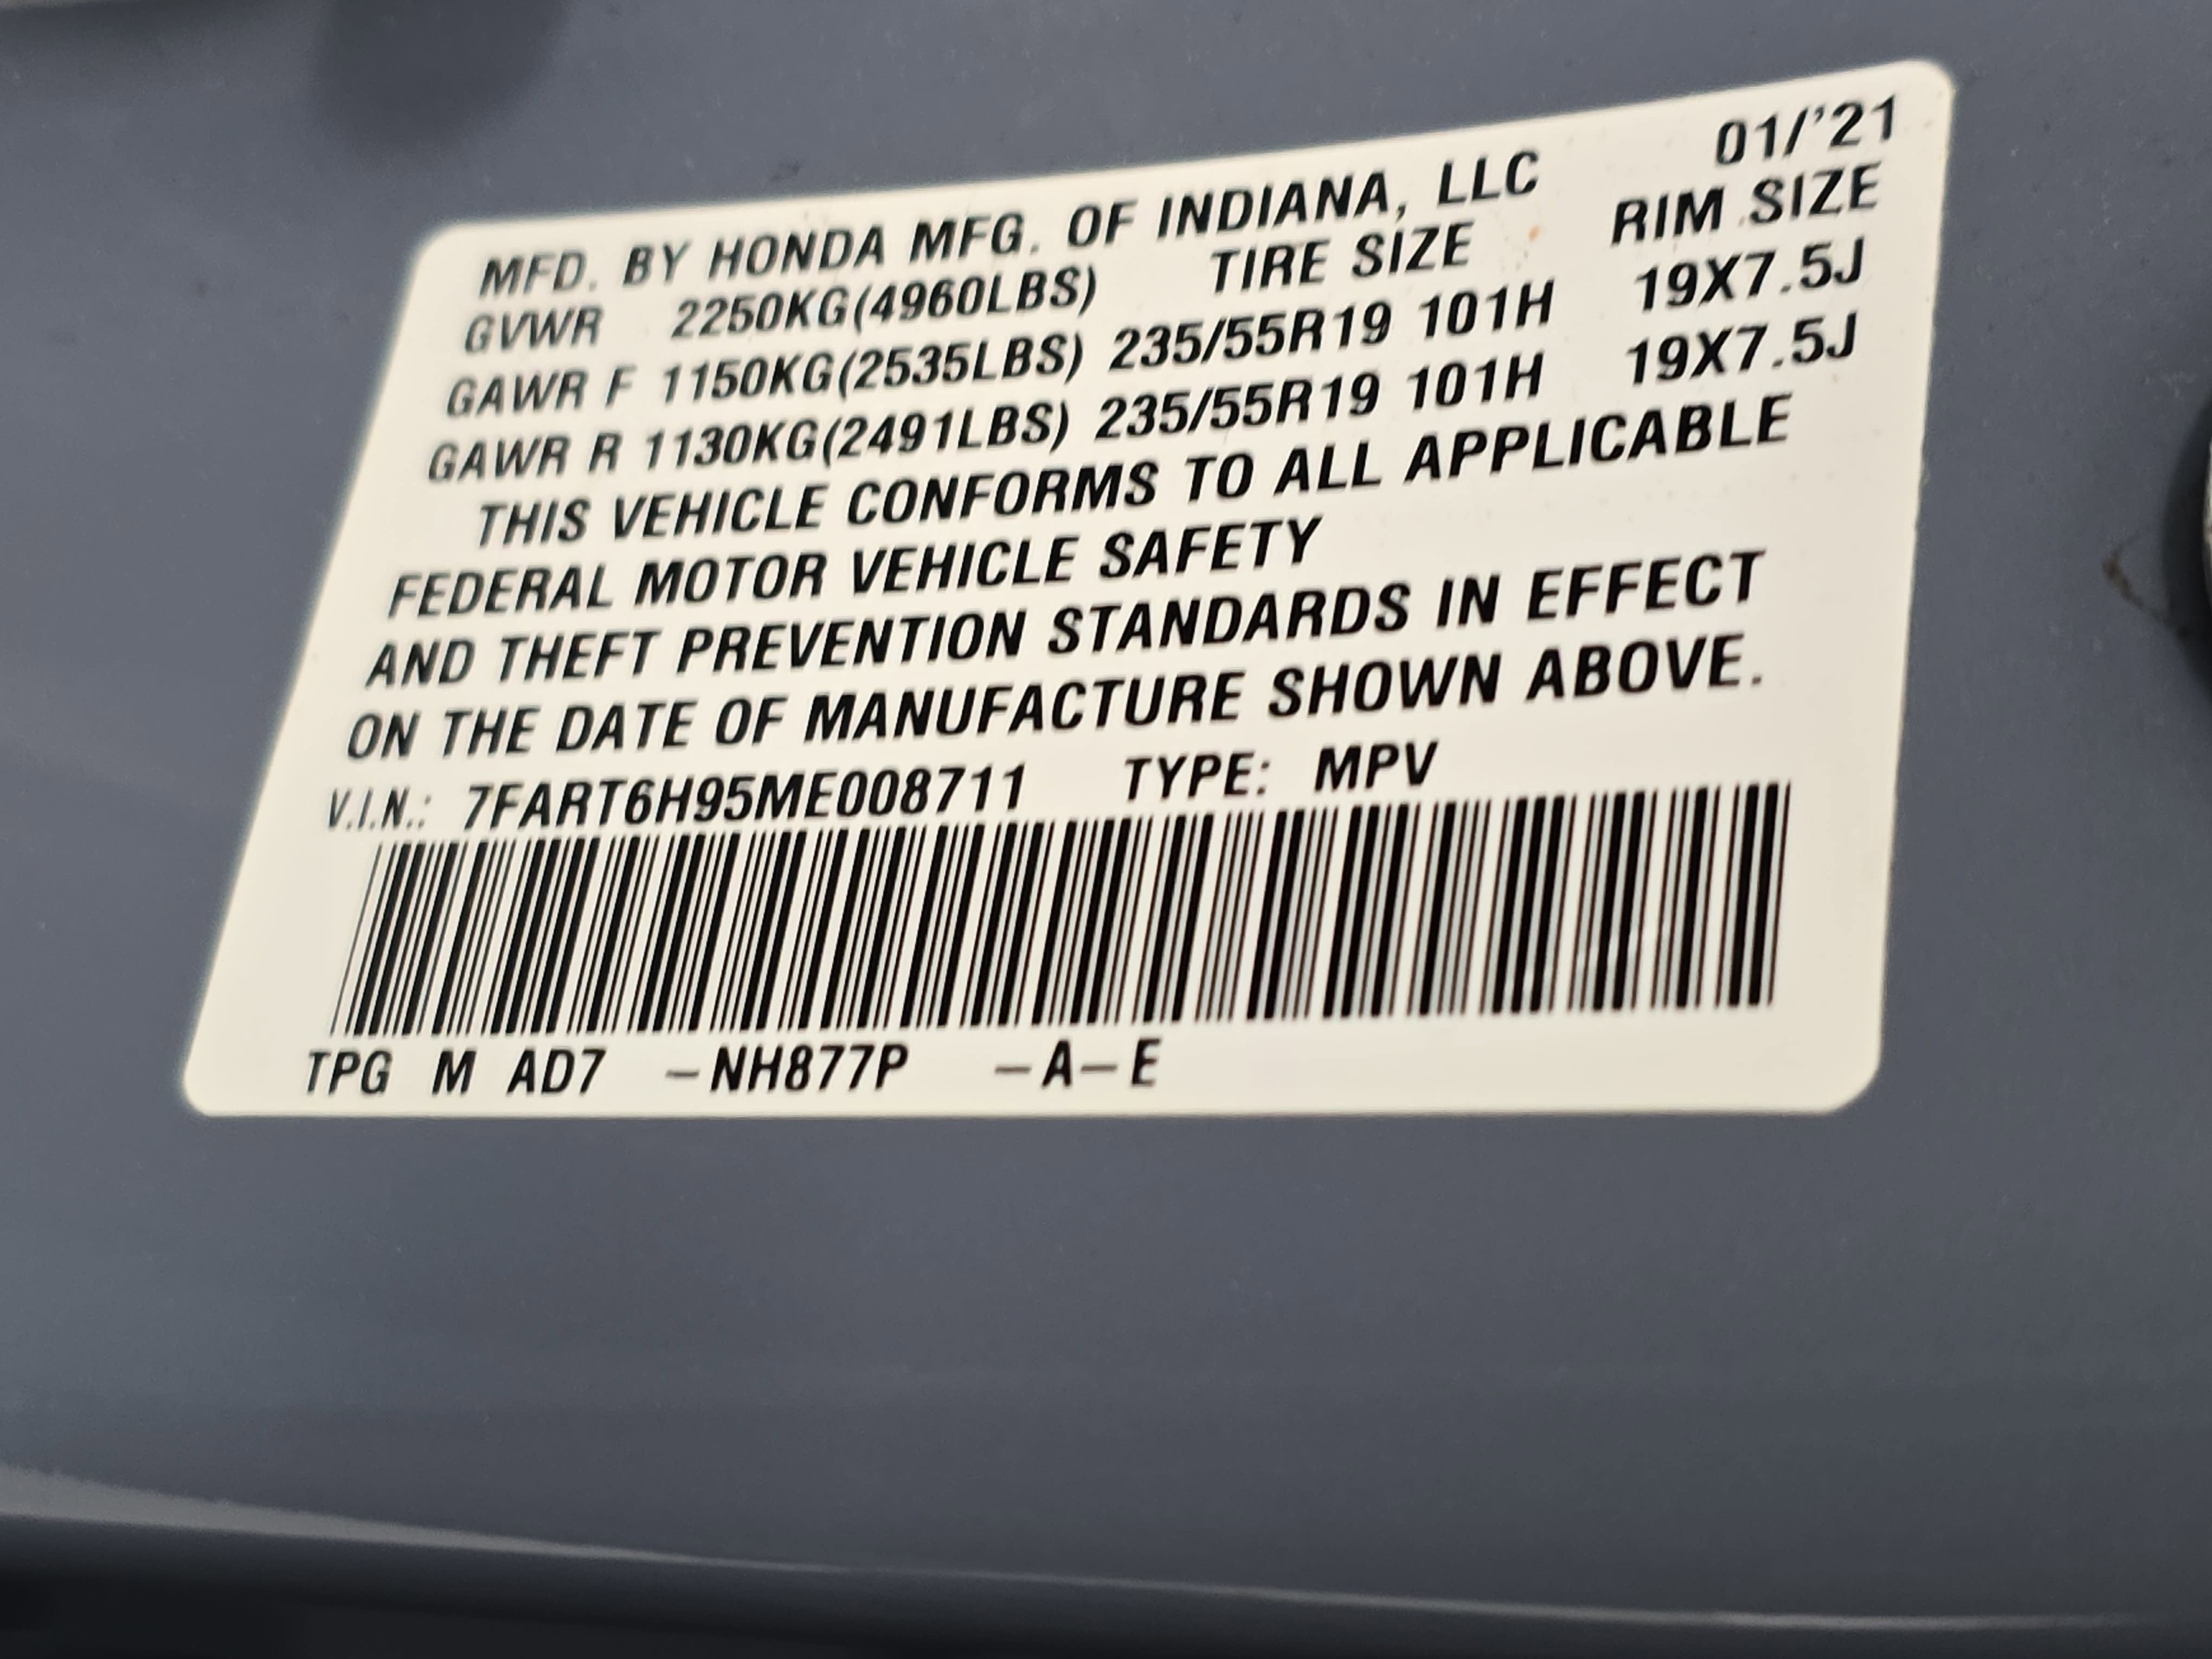 01/'21
MFD. BY HONDA MFG. OF INDIANA, LLC
GVWR 2250KG(4960LBS) TIRE SIZE RIM SIZE
GAWR F 1150KG(2535LBS) 235/55R19 101H 19X7.5J
GAWR R 1130KG(2491LBS) 235/55R19 101H 19X7.5J
THIS VEHICLE CONFORMS TO ALL APPLICABLE
FEDERAL MOTOR VEHICLE SAFETY
AND THEFT PREVENTION STANDARDS IN EFFECT
ON THE DATE OF MANUFACTURE SHOWN ABOVE.
V.I.N.: 7FART6H95ME008711 TYPE: MPV
TPG M AD7 -NH877P -A-E